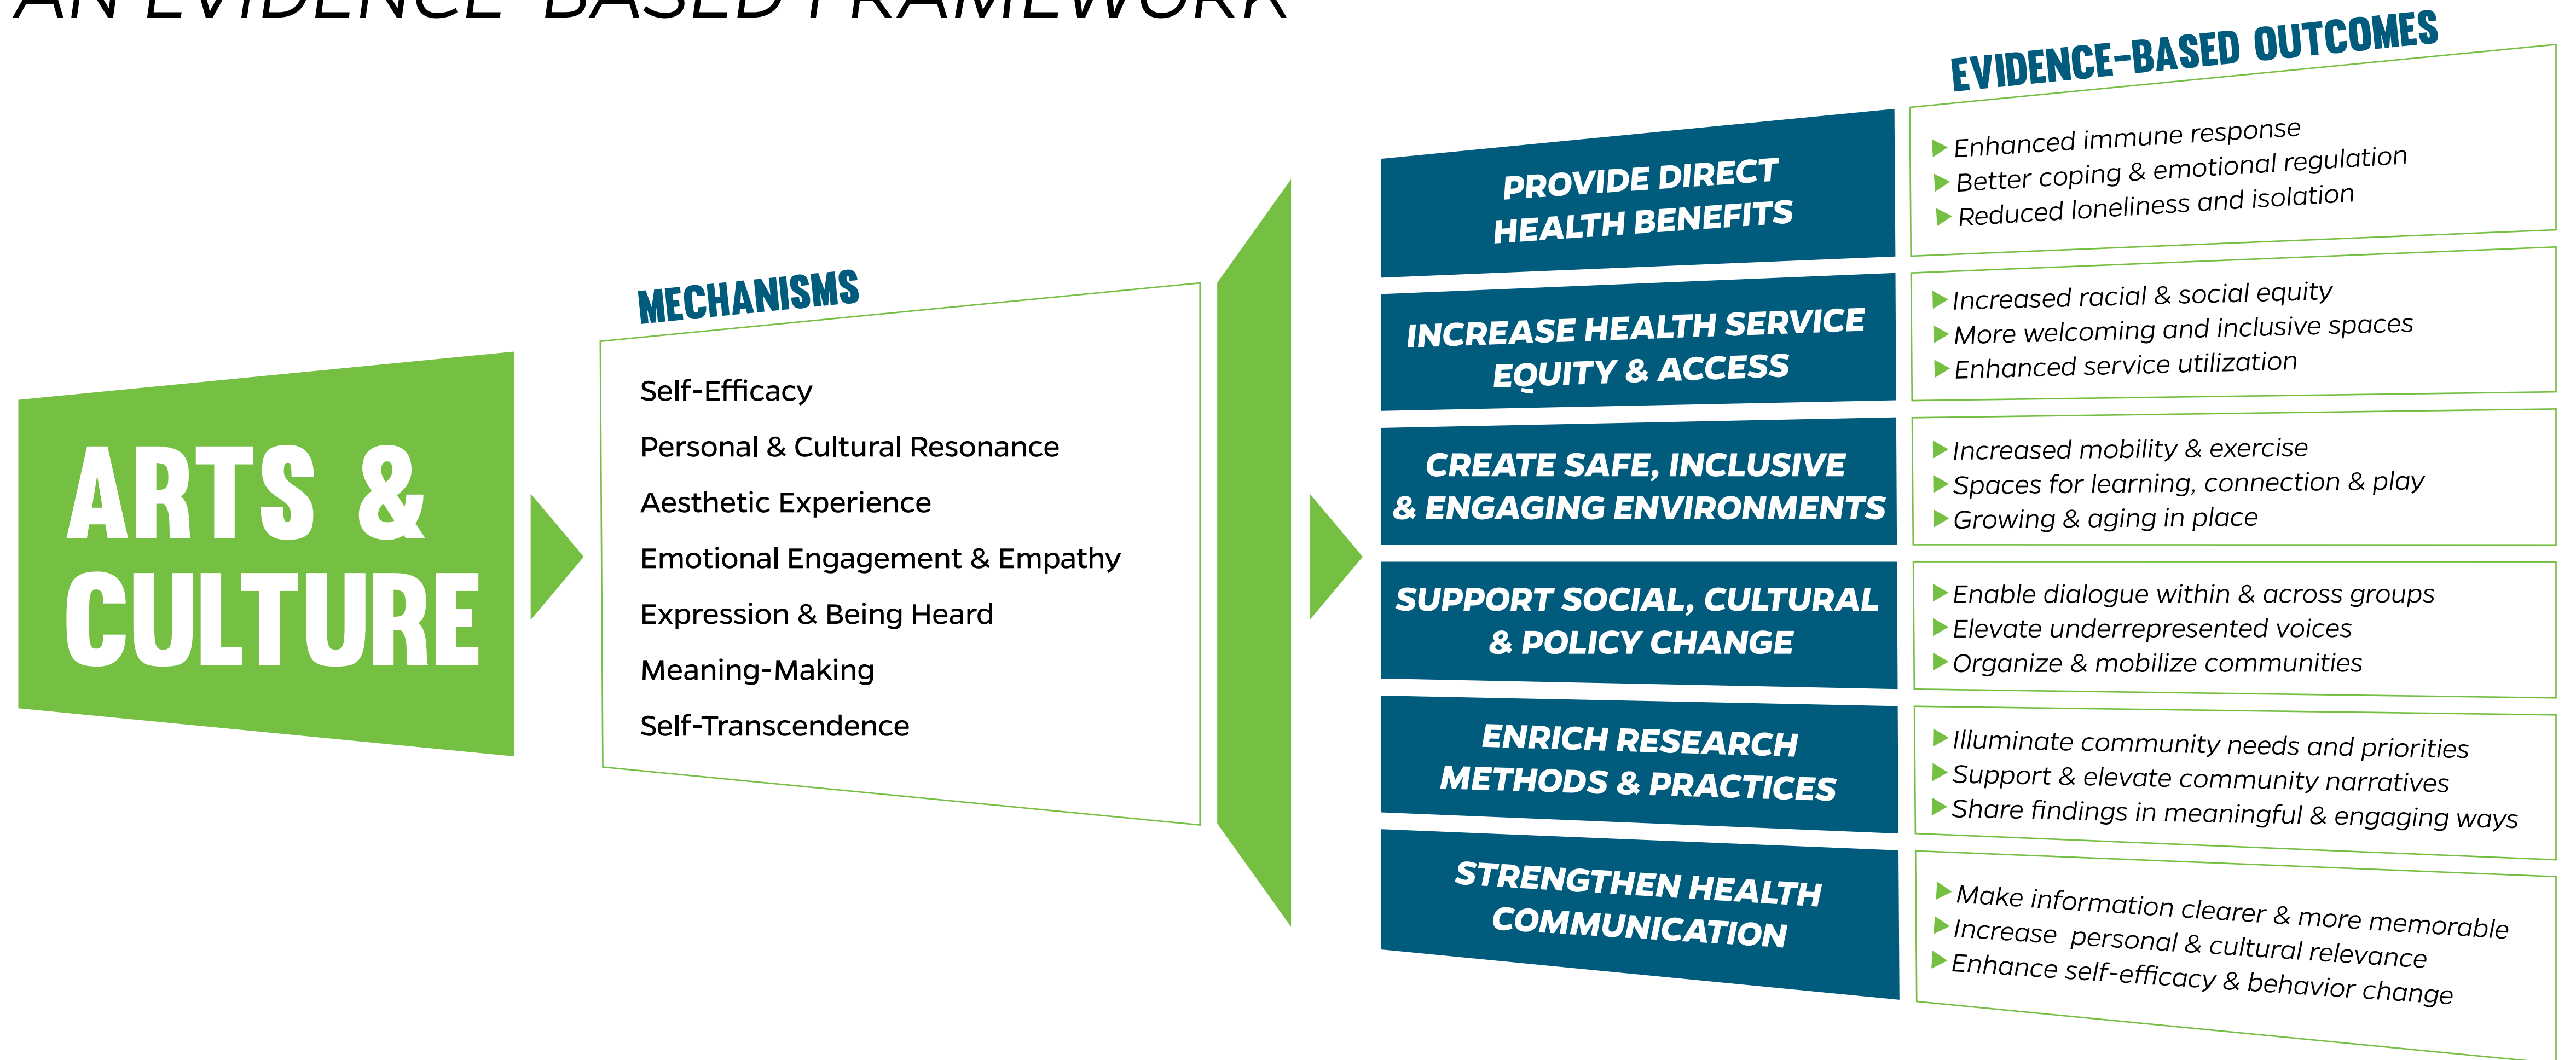 AN EVIDENCE-BASED FRAMEWORK
ARTS &
CULTURE
MECHANISMS
Self-Efficacy
Personal & Cultural Resonance
Aesthetic Experience
Emotional Engagement & Empathy
Expression & Being Heard
Meaning-Making
Self-Transcendence
EVIDENCE-BASED OUTCOMES
PROVIDE DIRECT
HEALTH BENEFITS
Enhanced immune response
Better coping & emotional regulation
Reduced loneliness and isolation
INCREASE HEALTH SERVICE
EQUITY & ACCESS
Increased racial & social equity
More welcoming and inclusive spaces
Enhanced service utilization
CREATE SAFE, INCLUSIVE
& ENGAGING ENVIRONMENTS
Increased mobility & exercise
Spaces for learning, connection & play
Growing & aging in place
SUPPORT SOCIAL, CULTURAL
& POLICY CHANGE
Enable dialogue within & across groups
Elevate underrepresented voices
Organize & mobilize communities
ENRICH RESEARCH
METHODS & PRACTICES
Illuminate community needs and priorities
Support & elevate community narratives
Share findings in meaningful & engaging ways
STRENGTHEN HEALTH
COMMUNICATION
Make information clearer & more memorable
Increase personal & cultural relevance
Enhance self-efficacy & behavior change